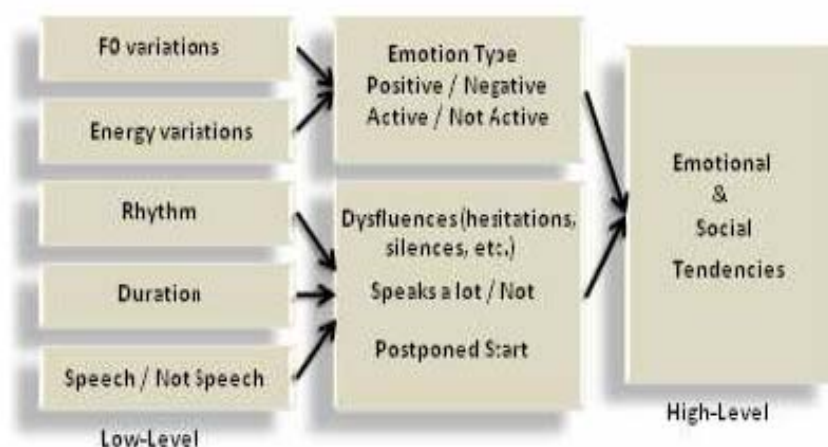 F0 variations
Energy variations
Rhythm
Duration
Speech / Not Speech
Low-Level
Emotion Type
Positive / Negative
Active / Not Active
Dysfluences (hesitations,
silences, etc.)
Speaks a lot / Not
Postponed Start
Emotional
&
Social
Tendencies
High-Level